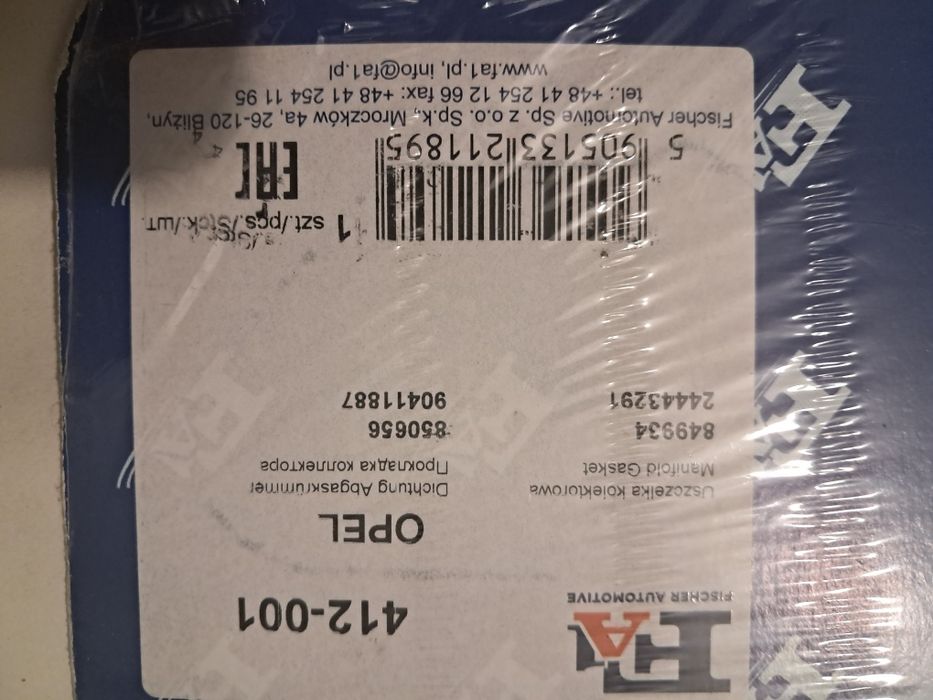 FA1
FISCHER AUTOMOTIVE
412-001
OPEL
Uszczelka kolektorowa Dichtung Abgaskrümmer
Manifold Gasket Прокладка коллектора
849934 850656
24443291 90411887
1 szt./pcs./Stck./шт.
EAC
5 905133 211895
Fischer Automotive Sp. z o.o. Sp.k., Mroczków 4a, 26-120 Bliżyn,
tel.: +48 41 254 12 66 fax: +48 41 254 11 95
www.fa1.pl, info@fa1.pl